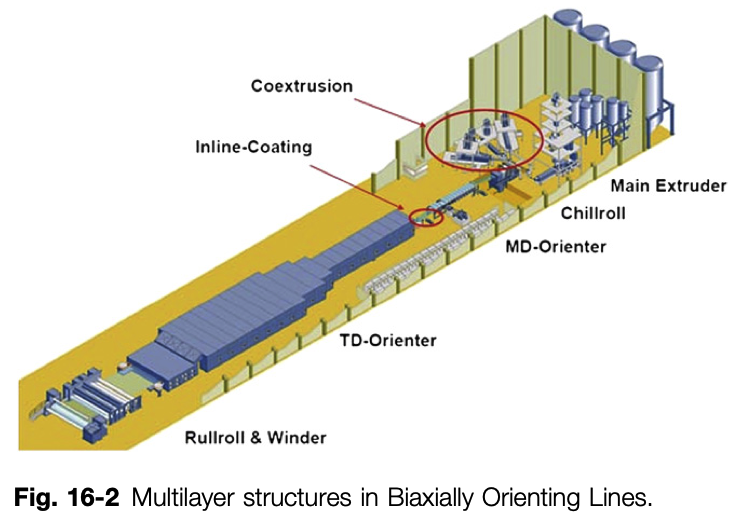 Coextrusion
Inline-Coating
Main Extruder
Chillroll
MD-Orienter
TD-Orienter
Rullroll & Winder
Fig. 16-2 Multilayer structures in Biaxially Orienting Lines.